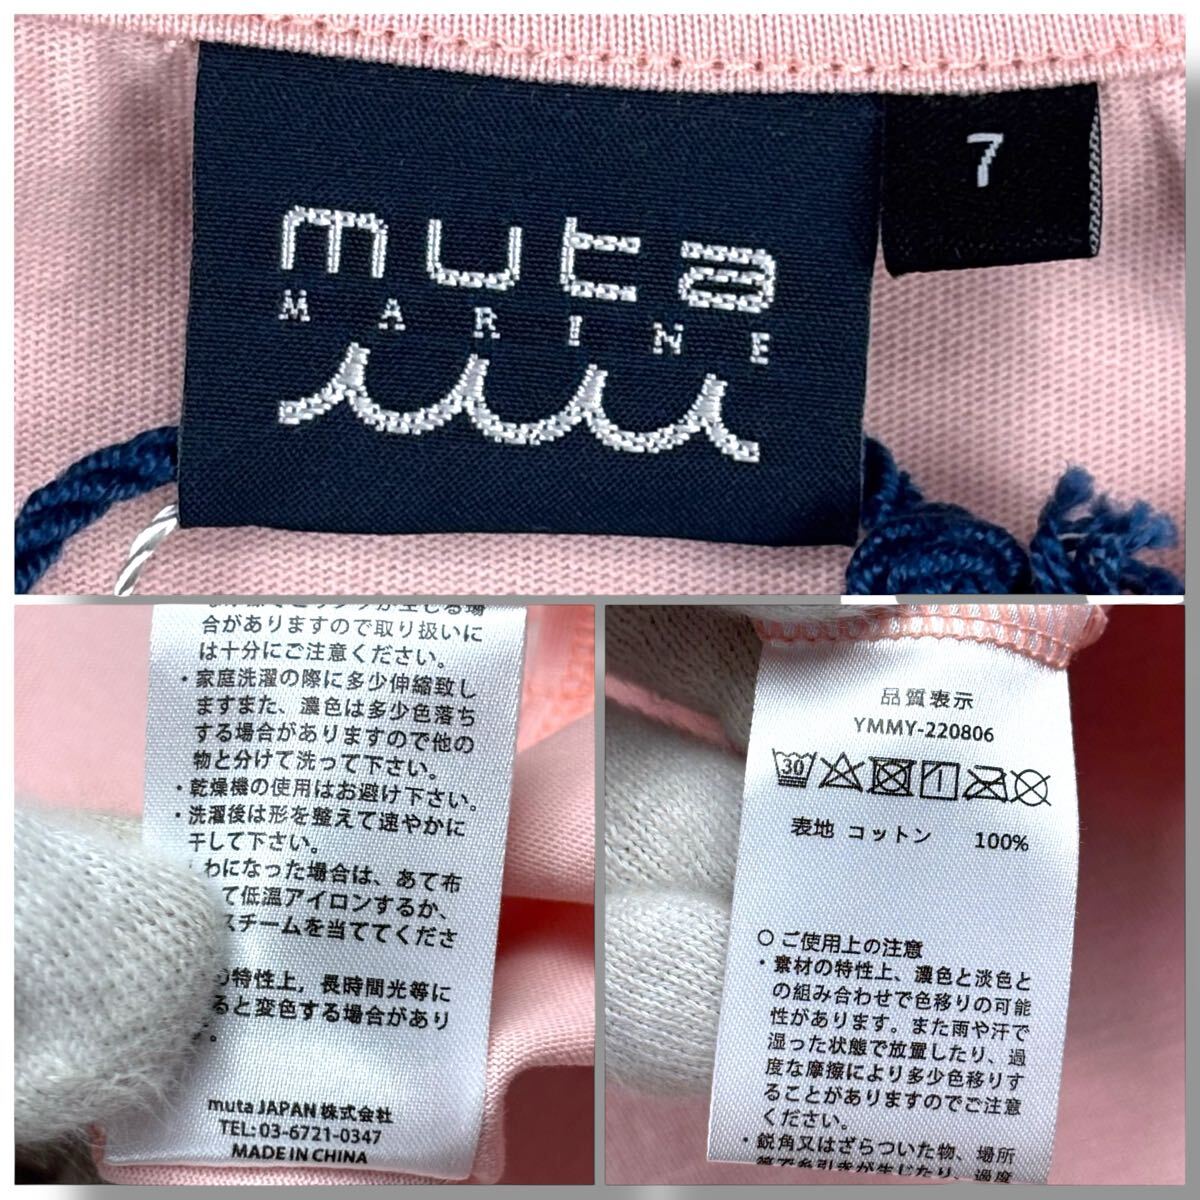 muta
MARINE
7
合がありますので取り扱いに
は十分にご注意ください。
・家庭洗濯の際に多少伸縮致し
ますまた、濃色は多少色落ち
する場合がありますので他の
物と分けて洗って下さい。
・乾燥機の使用はお避け下さい。
・洗濯後は形を整えて速やかに
干して下さい。
わになった場合は、あて布
て低温アイロンするか、
スチームを当ててくださ
の特性上，長時間光等に
ると変色する場合があり
。
muta JAPAN 株式会社
TEL: 03-6721-0347
MADE IN CHINA
品質表示
YMMY-220806
30
表地 コットン 100%
○ ご使用上の注意
・素材の特性上、濃色と淡色と
の組み合わせで色移りの可能
性があります。また雨や汗で
湿った状態で放置したり、過
度な摩擦により多少色移りす
ることがありますのでご注意
ください。
・鋭角又はざらついた物、場所
等で糸引きが生じたり、過度